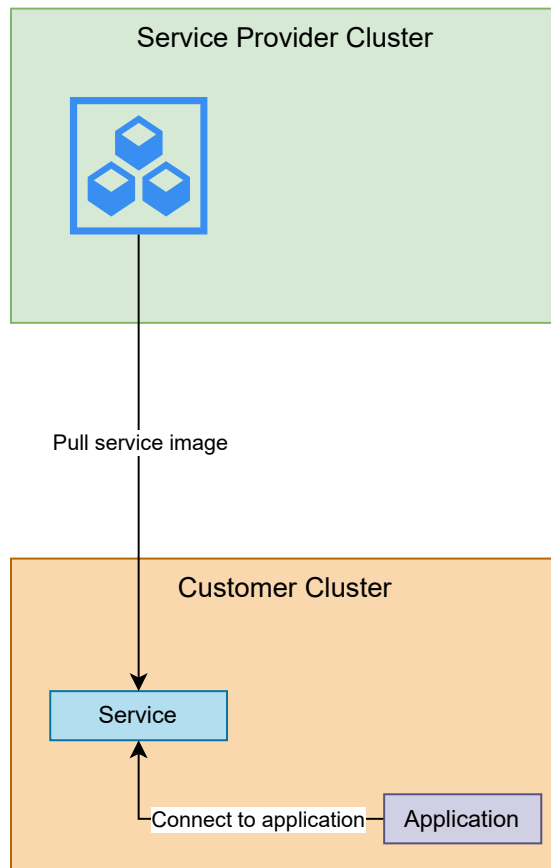 Service Provider Cluster
Pull service image
Customer Cluster
Service
Connect to application
Application